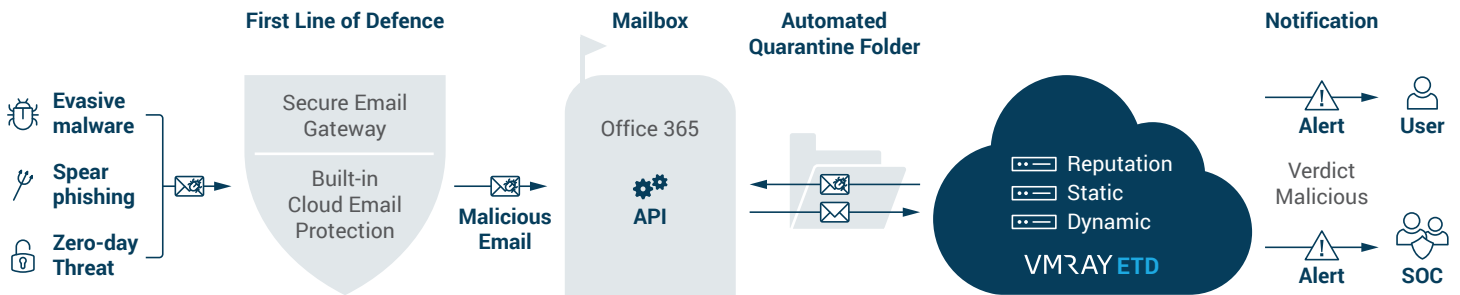 First Line of Defence
Mailbox
Automated
Quarantine Folder
Notification
Evasive
malware
Spear
phishing
Zero-day
Threat
Secure Email
Gateway
Built-in
Cloud Email
Protection
Malicious
Email
Office 365
API
Reputation
Static
Dynamic
VMRAY ETD
Alert
User
Verdict
Malicious
Alert
SOC